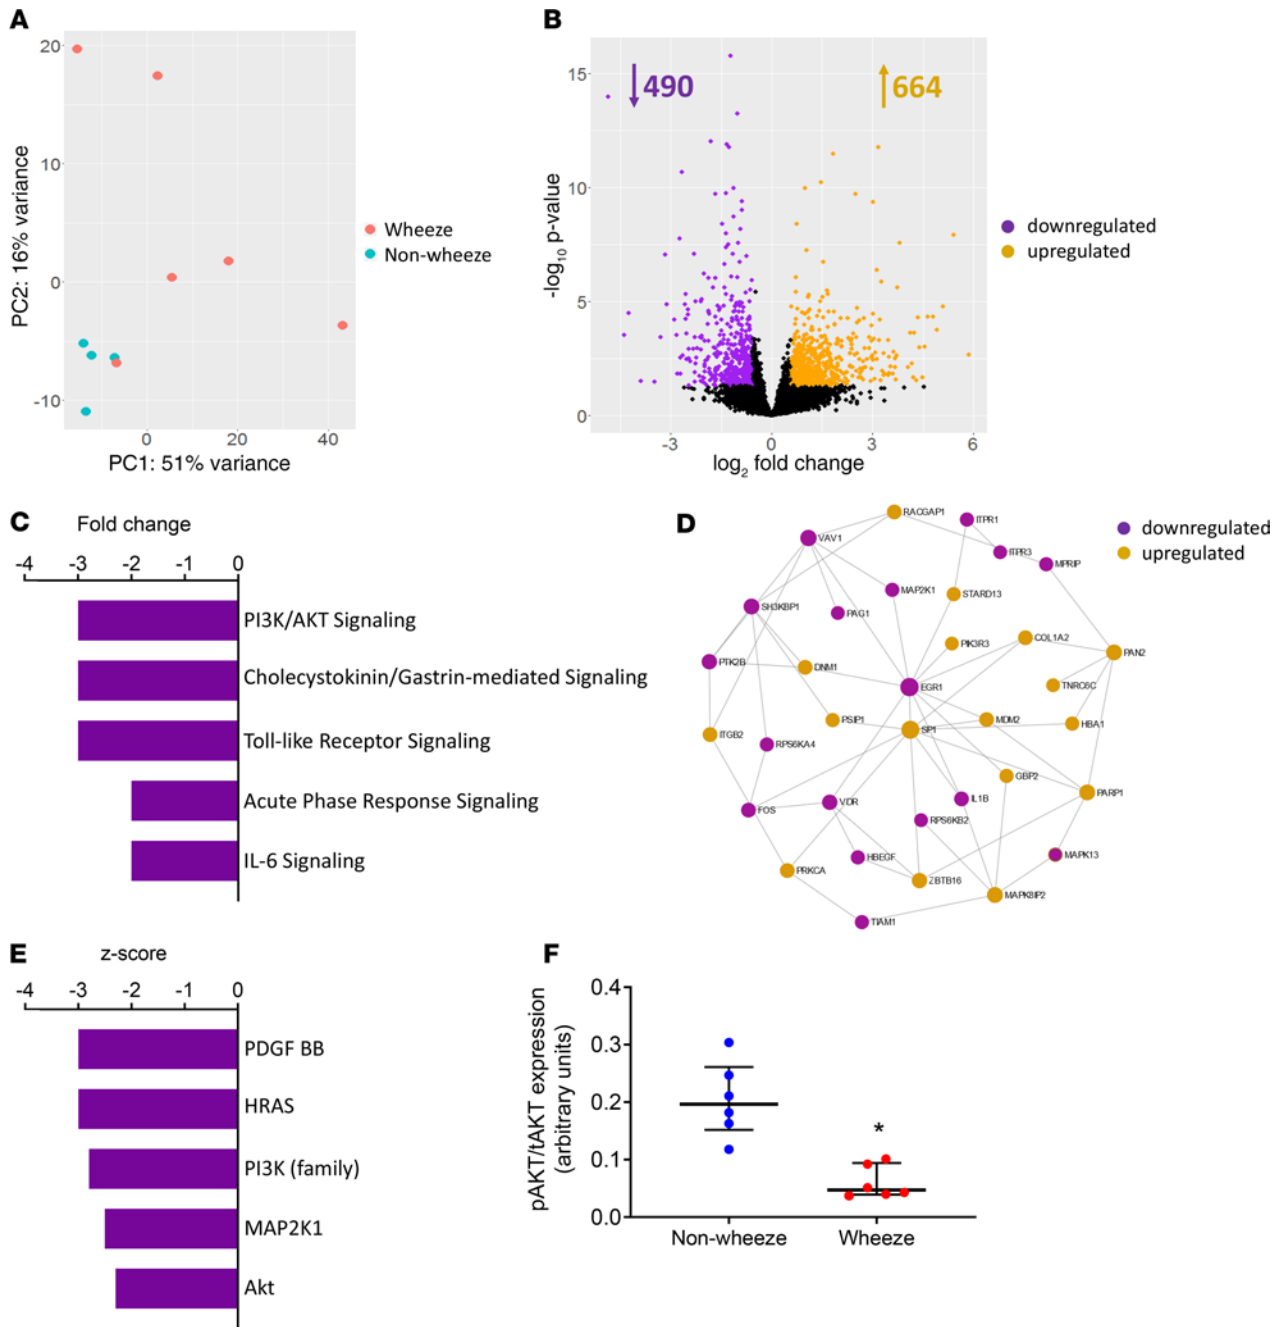 A
20
10
0
-10
PC2: 16% variance
0
20
40
PC1: 51% variance
Wheeze
Non-wheeze
B
490
664
15
10
5
0
-log10 p-value
-3
0
3
6
log2 fold change
downregulated
upregulated
C
Fold change
-4
-3
-2
-1
0
PI3K/AKT Signaling
Cholecystokinin/Gastrin-mediated Signaling
Toll-like Receptor Signaling
Acute Phase Response Signaling
IL-6 Signaling
D
downregulated
upregulated
RACGAP1
ITPR1
VAV1
ITPR3
MPRIP
MAP2K1
STARD13
SH3KBP1
PAG1
PIK3R3
COL1A2
PAN2
PTK2B
DNM1
EGR1
TNRC6C
PSIP1
SP1
MDM2
HBA1
ITGB2
RPS6KA4
GBP2
PARP1
FOS
VDR
IL1B
RPS6KB2
HBEGF
MAPK13
PRKCA
ZBTB16
MAPK8IP2
TIAM1
E
z-score
-4
-3
-2
-1
0
PDGF BB
HRAS
PI3K (family)
MAP2K1
Akt
F
pAKT/tAKT expression
(arbitrary units)
0.4
0.3
0.2
0.1
0.0
*
Non-wheeze
Wheeze